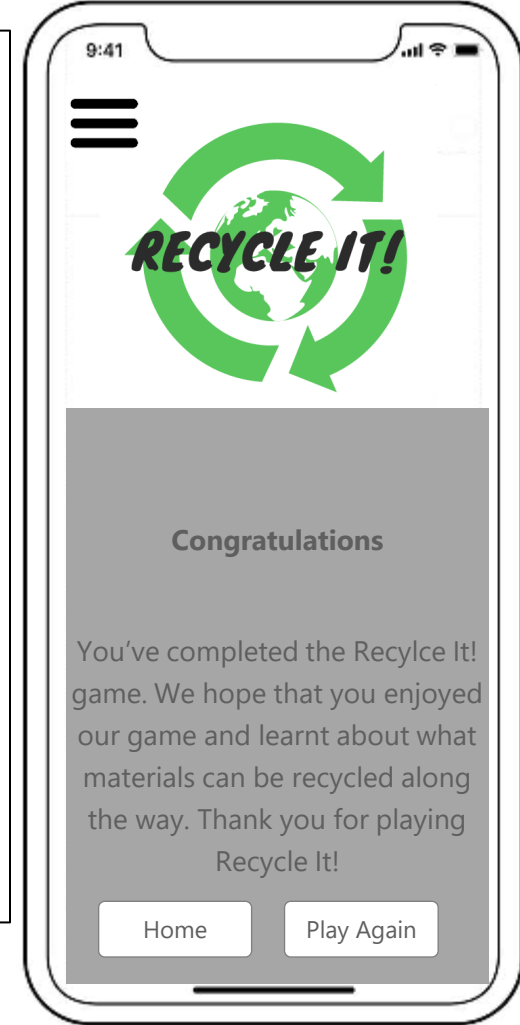 9:41
RECYCLE IT!
Congratulations
You've completed the Recylce It!
game. We hope that you enjoyed
our game and learnt about what
materials can be recycled along
the way. Thank you for playing
Recycle It!
Home
Play Again